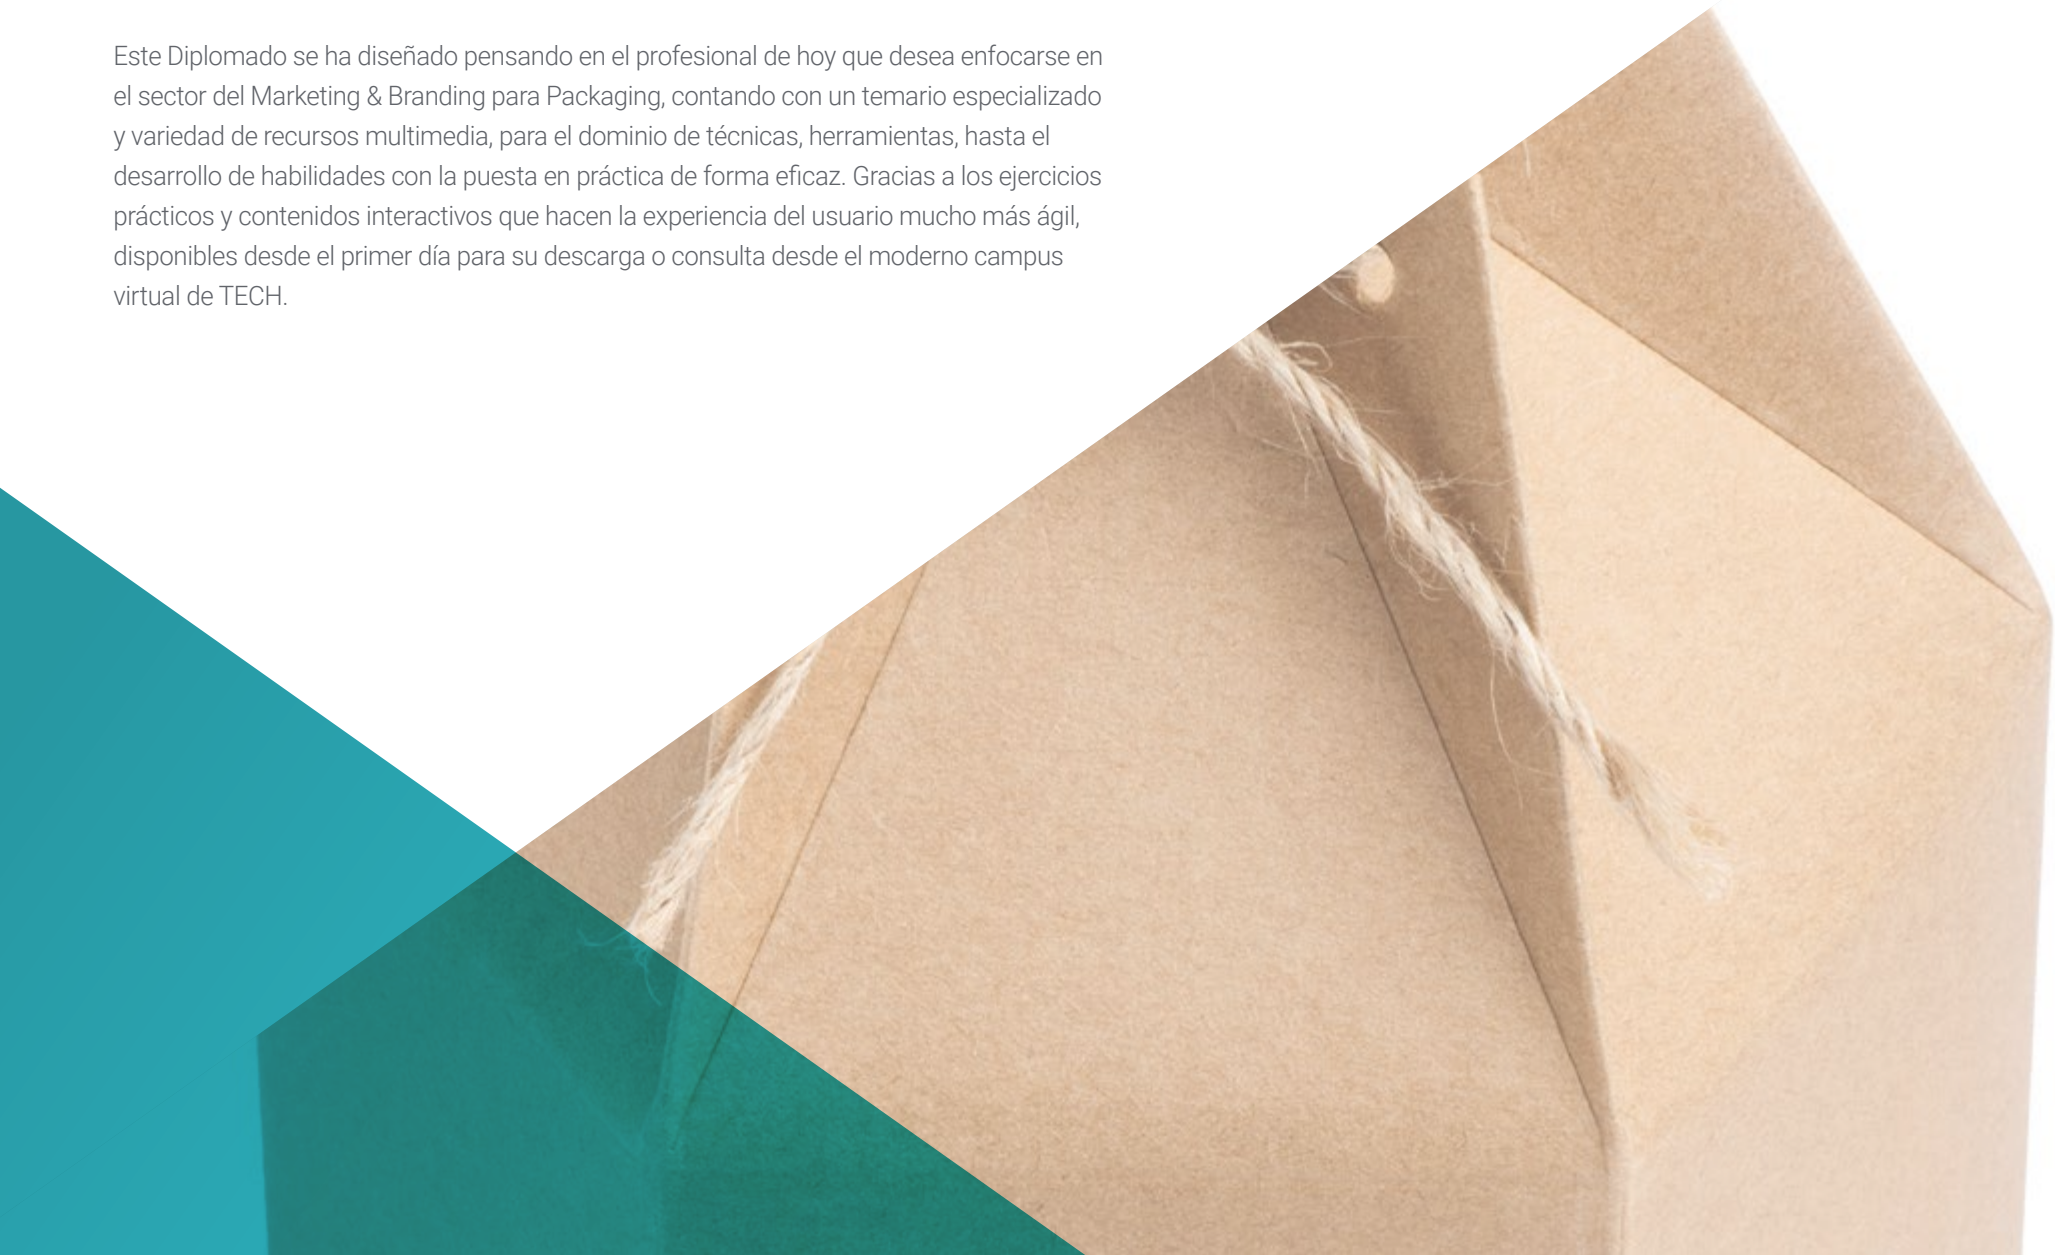 Este Diplomado se ha diseñado pensando en el profesional de hoy que desea enfocarse en
el sector del Marketing & Branding para Packaging, contando con un temario especializado
y variedad de recursos multimedia, para el dominio de técnicas, herramientas, hasta el
desarrollo de habilidades con la puesta en práctica de forma eficaz. Gracias a los ejercicios
prácticos y contenidos interactivos que hacen la experiencia del usuario mucho más ágil,
disponibles desde el primer día para su descarga o consulta desde el moderno campus
virtual de TECH.